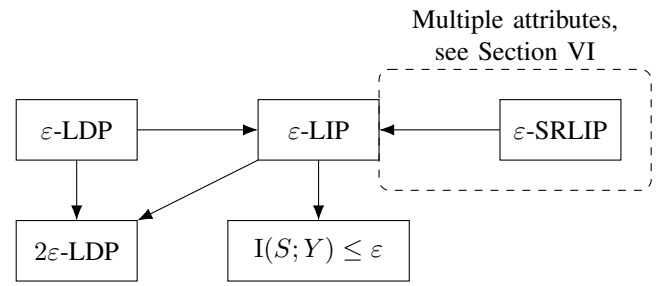 Multiple attributes,
see Section VI
ε-LDP
ε-LIP
ε-SRLIP
2ε-LDP
I(S; Y) ≤ ε